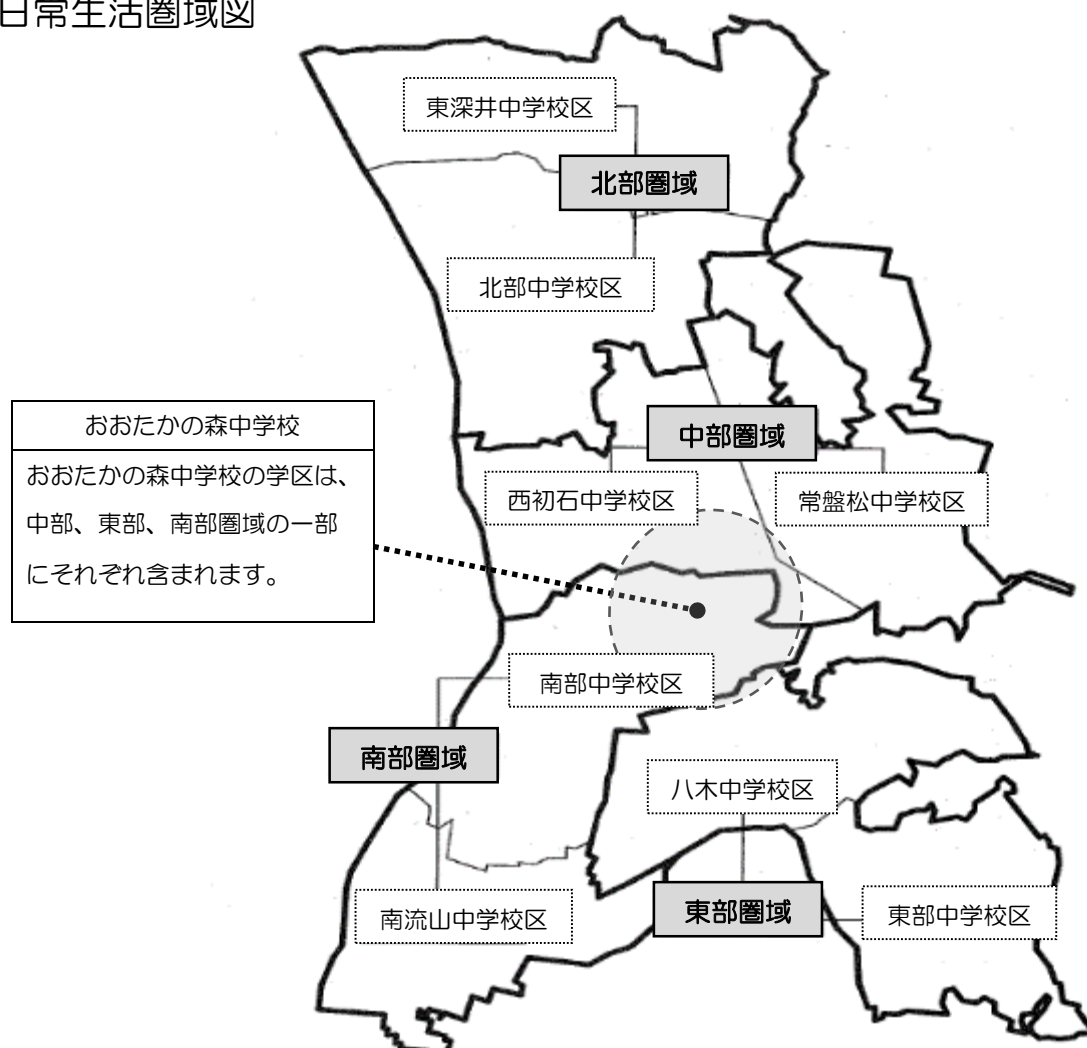 日常生活圏域図
東深井中学校区
北部圏域
北部中学校区
おおたかの森中学校
おおたかの森中学校の学区は、
中部、東部、南部圏域の一部
にそれぞれ含まれます。
中部圏域
西初石中学校区
常盤松中学校区
南部中学校区
南部圏域
八木中学校区
東部圏域
南流山中学校区
東部中学校区